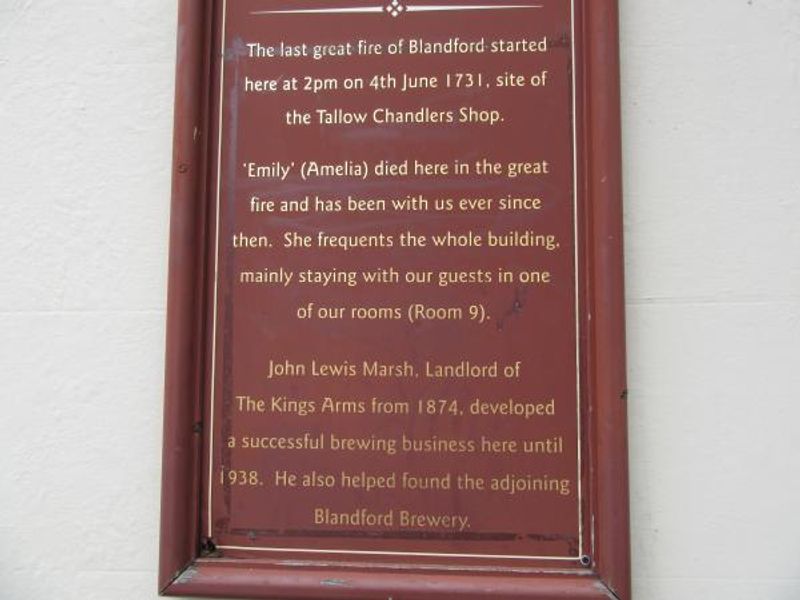 The last great fire of Blandford started
here at 2pm on 4th June 1731, site of
the Tallow Chandlers Shop.
'Emily' (Amelia) died here in the great
fire and has been with us ever since
then. She frequents the whole building,
mainly staying with our guests in one
of our rooms (Room 9).
John Lewis Marsh, Landlord of
The Kings Arms from 1874, developed
a successful brewing business here until
1938. He also helped found the adjoining
Blandford Brewery.